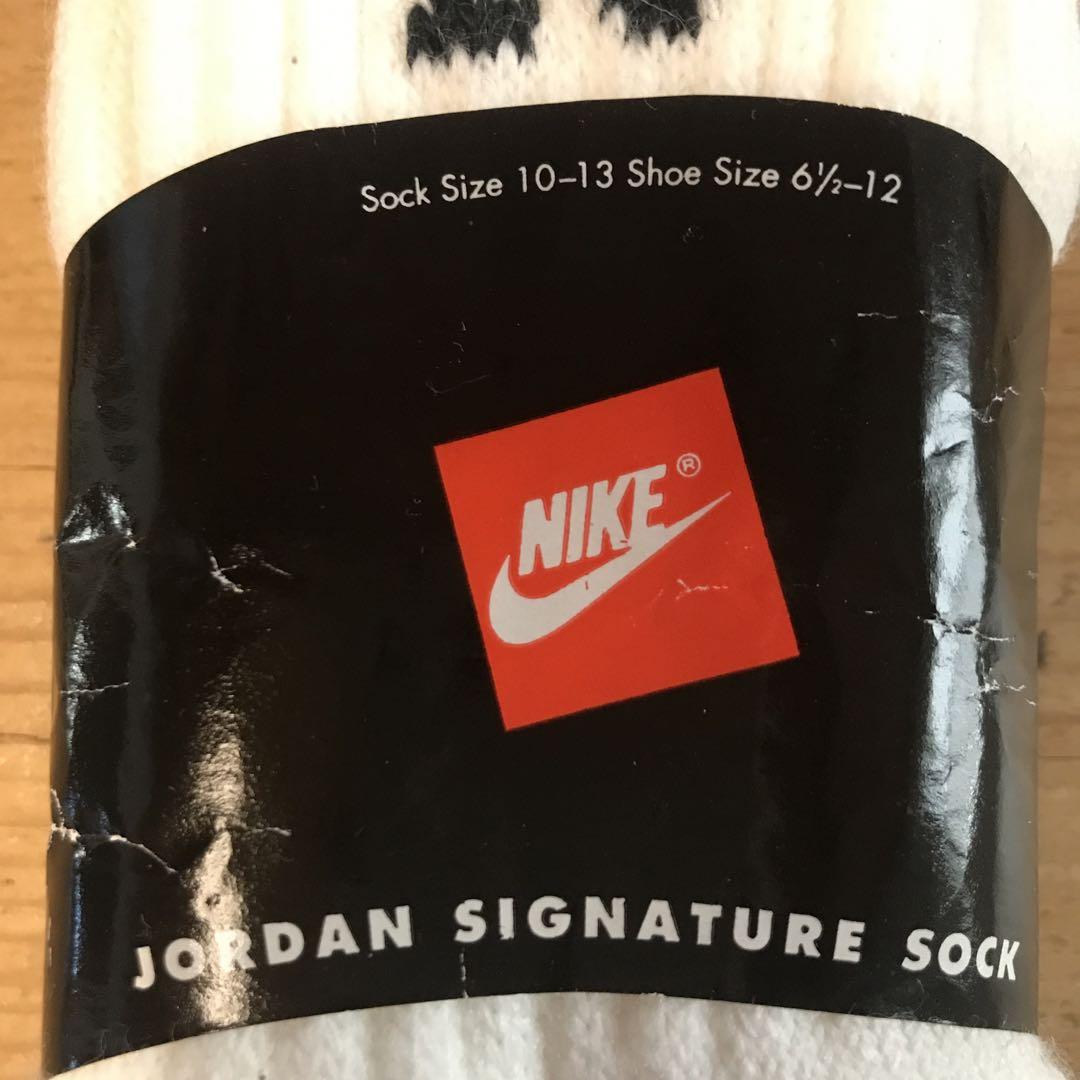 Sock Size 10–13 Shoe Size 6½–12
NIKE®
JORDAN SIGNATURE SOCK